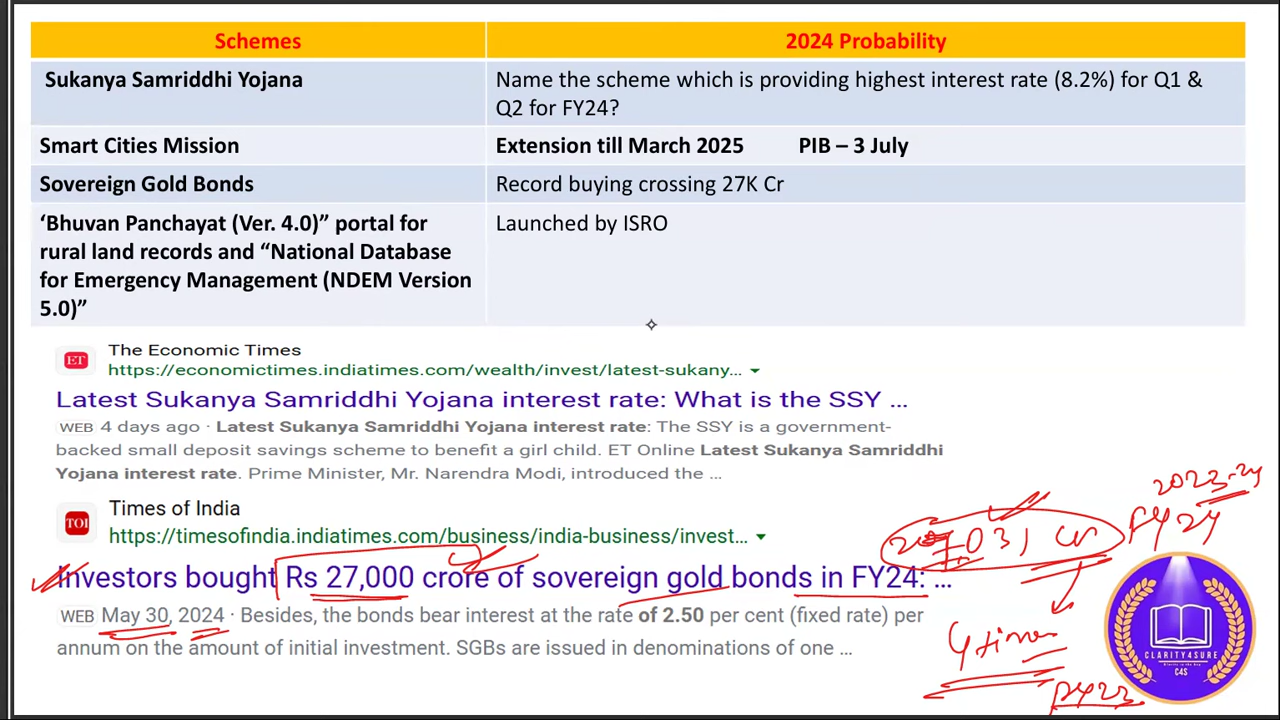 Schemes 2024 Probability
Sukanya Samriddhi Yojana Name the scheme which is providing highest interest rate (8.2%) for Q1 &
Q2 for FY24?
Smart Cities Mission Extension till March 2025 PIB – 3 July
Sovereign Gold Bonds Record buying crossing 27K Cr
‘Bhuvan Panchayat (Ver. 4.0)” portal for Launched by ISRO
rural land records and “National Database
for Emergency Management (NDEM Version
5.0)”
The Economic Times
ET
https://economictimes.indiatimes.com/wealth/invest/latest-sukany...
Latest Sukanya Samriddhi Yojana interest rate: What is the SSY ...
WEB 4 days ago · Latest Sukanya Samriddhi Yojana interest rate: The SSY is a government-
backed small deposit savings scheme to benefit a girl child. ET Online Latest Sukanya Samriddhi
Yojana interest rate. Prime Minister, Mr. Narendra Modi, introduced the ...
2023-24
Times of India
TOI
https://timesofindia.indiatimes.com/business/india-business/invest...
27031 Cr FY24
Investors bought Rs 27,000 crore of sovereign gold bonds in FY24: ...
WEB May 30, 2024 · Besides, the bonds bear interest at the rate of 2.50 per cent (fixed rate) per
annum on the amount of initial investment. SGBs are issued in denominations of one ...
4 times
FY23
CLARITY4SURE
C4S